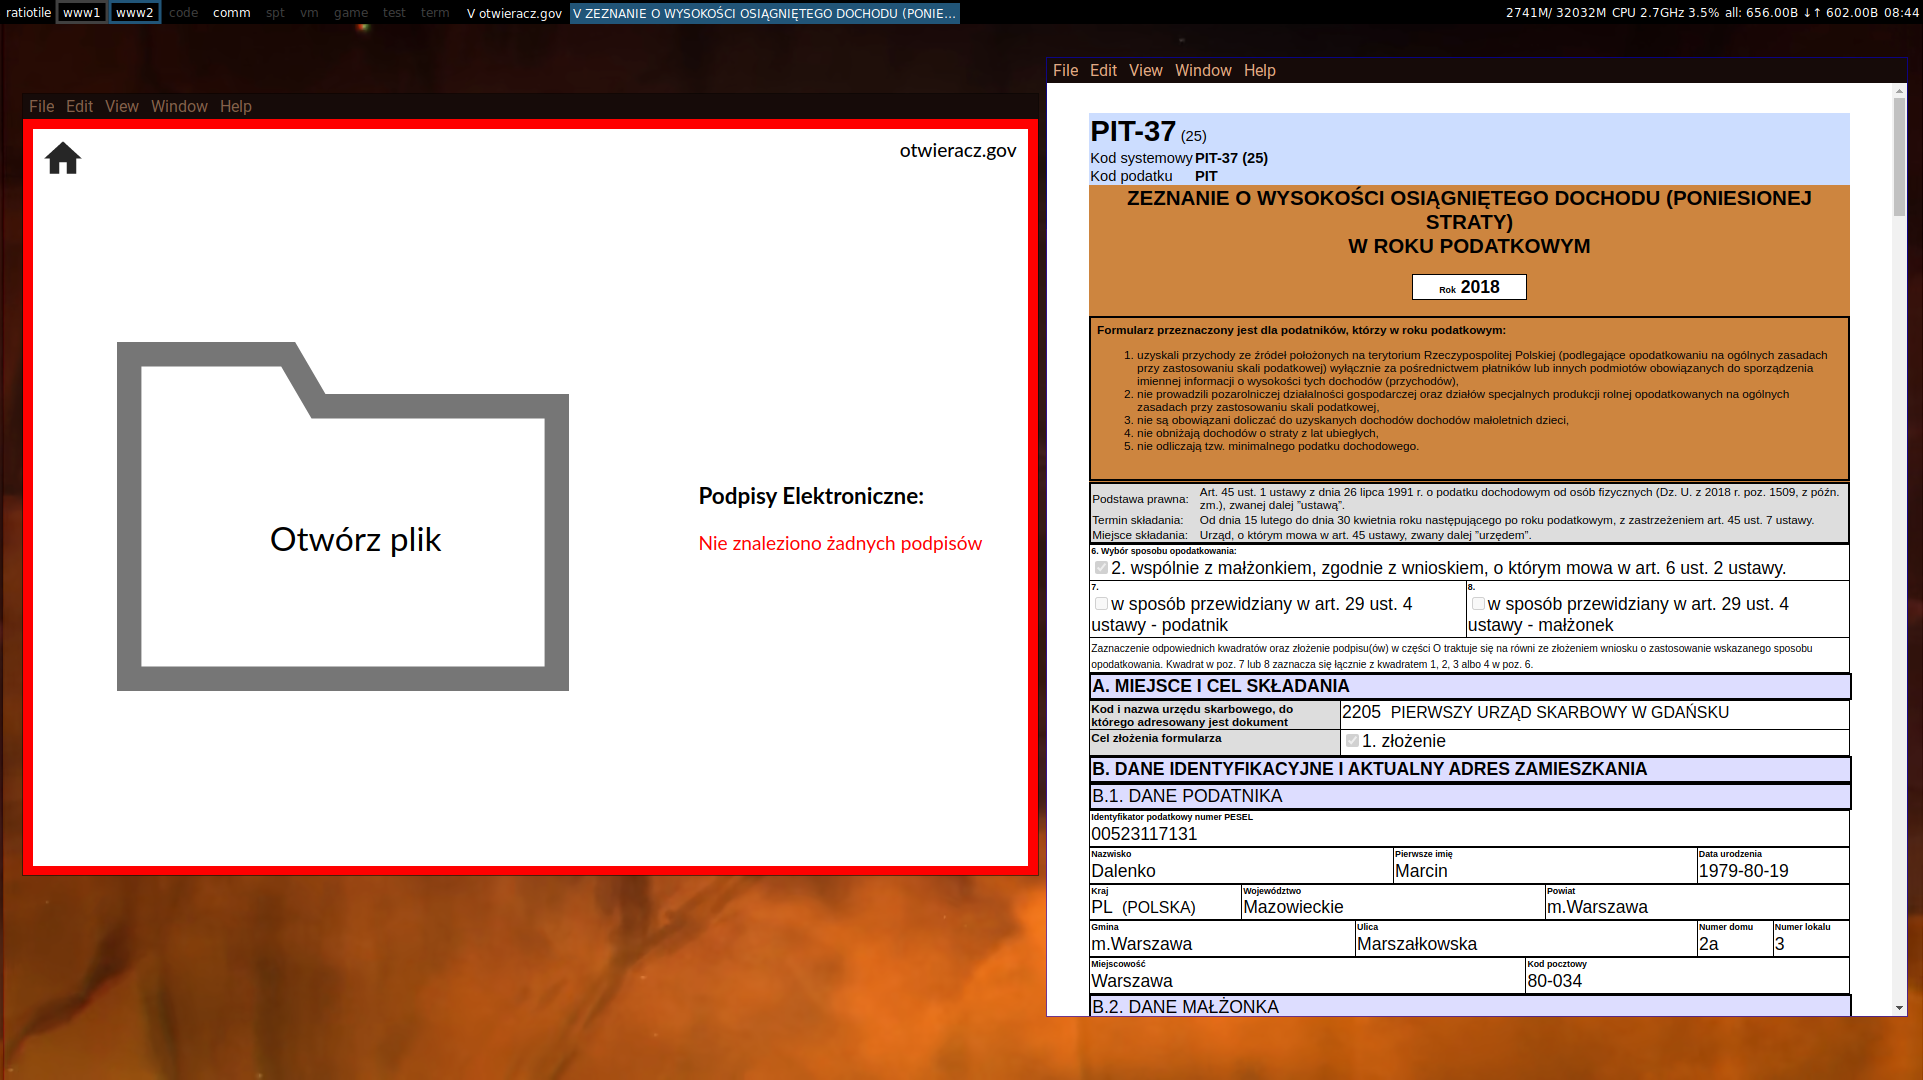 ratiotile www1 www2 code comm spt vm game test term V otwieracz.gov V ZEZNANIE O WYSOKOŚCI OSIĄGNIĘTEGO DOCHODU (PONIE... 2741M/ 32032M CPU 2.7GHz 3.5% all: 656.00B ↓↑ 602.00B 08:44
File Edit View Window Help
otwieracz.gov
Otwórz plik
Podpisy Elektroniczne:
Nie znaleziono żadnych podpisów
File Edit View Window Help
PIT-37 (25)
Kod systemowy PIT-37 (25)
Kod podatku PIT
ZEZNANIE O WYSOKOŚCI OSIĄGNIĘTEGO DOCHODU (PONIESIONEJ
STRATY)
W ROKU PODATKOWYM
Rok 2018
Formularz przeznaczony jest dla podatników, którzy w roku podatkowym:
1. uzyskali przychody ze źródeł położonych na terytorium Rzeczypospolitej Polskiej (podlegające opodatkowaniu na ogólnych zasadach
przy zastosowaniu skali podatkowej) wyłącznie za pośrednictwem płatników lub innych podmiotów obowiązanych do sporządzenia
imiennej informacji o wysokości tych dochodów (przychodów),
2. nie prowadzili pozarolniczej działalności gospodarczej oraz działów specjalnych produkcji rolnej opodatkowanych na ogólnych
zasadach przy zastosowaniu skali podatkowej,
3. nie są obowiązani doliczać do uzyskanych dochodów dochodów małoletnich dzieci,
4. nie obniżają dochodów o straty z lat ubiegłych,
5. nie odliczają tzw. minimalnego podatku dochodowego.
Podstawa prawna: Art. 45 ust. 1 ustawy z dnia 26 lipca 1991 r. o podatku dochodowym od osób fizycznych (Dz. U. z 2018 r. poz. 1509, z późn.
zm.), zwanej dalej ”ustawą”.
Termin składania: Od dnia 15 lutego do dnia 30 kwietnia roku następującego po roku podatkowym, z zastrzeżeniem art. 45 ust. 7 ustawy.
Miejsce składania: Urząd, o którym mowa w art. 45 ustawy, zwany dalej ”urzędem”.
6. Wybór sposobu opodatkowania:
2. wspólnie z małżonkiem, zgodnie z wnioskiem, o którym mowa w art. 6 ust. 2 ustawy.
7. 8.
w sposób przewidziany w art. 29 ust. 4 w sposób przewidziany w art. 29 ust. 4
ustawy - podatnik ustawy - małżonek
Zaznaczenie odpowiednich kwadratów oraz złożenie podpisu(ów) w części O traktuje się na równi ze złożeniem wniosku o zastosowanie wskazanego sposobu
opodatkowania. Kwadrat w poz. 7 lub 8 zaznacza się łącznie z kwadratem 1, 2, 3 albo 4 w poz. 6.
A. MIEJSCE I CEL SKŁADANIA
Kod i nazwa urzędu skarbowego, do
którego adresowany jest dokument
2205 PIERWSZY URZĄD SKARBOWY W GDAŃSKU
Cel złożenia formularza
1. złożenie
B. DANE IDENTYFIKACYJNE I AKTUALNY ADRES ZAMIESZKANIA
B.1. DANE PODATNIKA
Identyfikator podatkowy numer PESEL
00523117131
Nazwisko Pierwsze imię Data urodzenia
Dalenko Marcin 1979-80-19
Kraj Województwo Powiat
PL (POLSKA) Mazowieckie m.Warszawa
Gmina Ulica Numer domu Numer lokalu
m.Warszawa Marszałkowska 2a 3
Miejscowość Kod pocztowy
Warszawa 80-034
B.2. DANE MAŁŻONKA